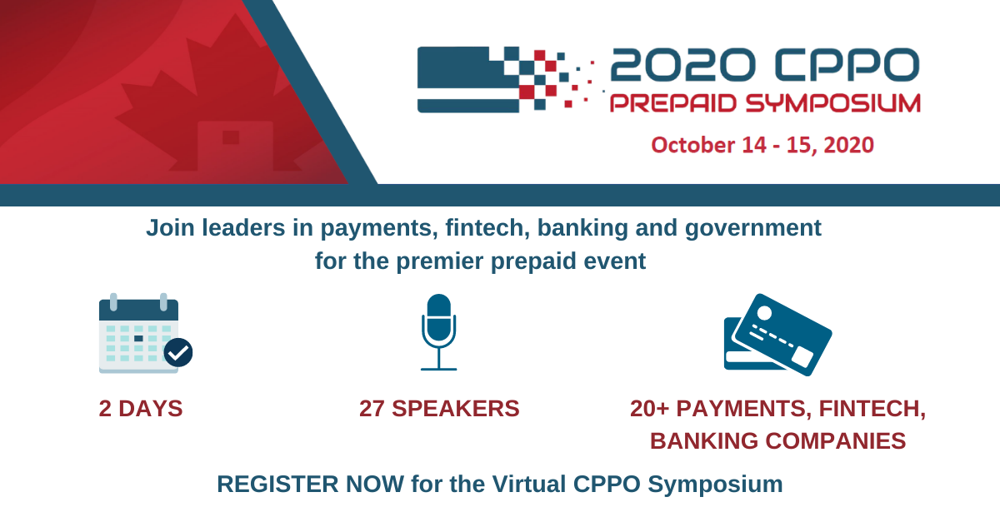 2020 CPPO
PREPAID SYMPOSIUM
October 14 - 15, 2020
Join leaders in payments, fintech, banking and government
for the premier prepaid event
2 DAYS
27 SPEAKERS
20+ PAYMENTS, FINTECH,
BANKING COMPANIES
REGISTER NOW for the Virtual CPPO Symposium